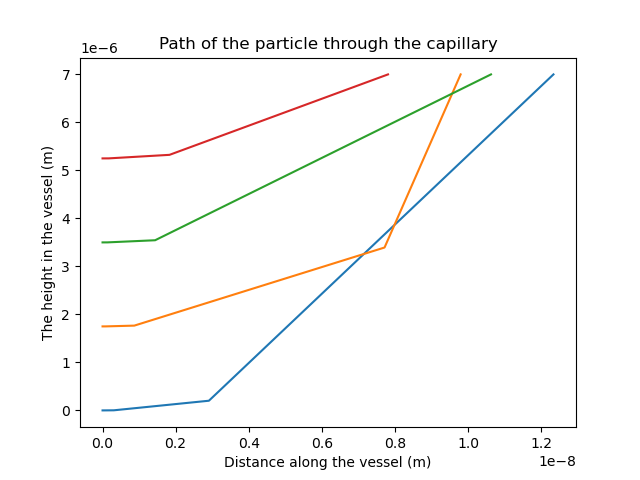 Path of the particle through the capillary
1e−6
7
6
5
4
3
2
1
0
The height in the vessel (m)
0.0 0.2 0.4 0.6 0.8 1.0 1.2
Distance along the vessel (m)
1e−8